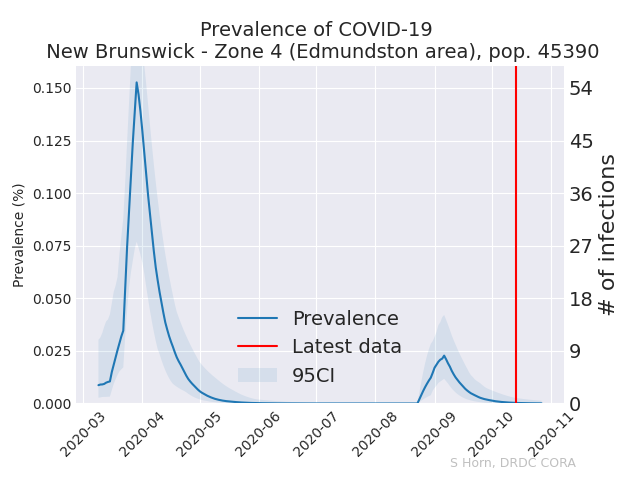 Prevalence of COVID-19
New Brunswick - Zone 4 (Edmundston area), pop. 45390
Prevalence (%)
0.150
0.125
0.100
0.075
0.050
0.025
0.000
54
45
36
27
18
9
0
# of infections
Prevalence
Latest data
95CI
2020-03
2020-04
2020-05
2020-06
2020-07
2020-08
2020-09
2020-10
2020-11
S Horn, DRDC CORA